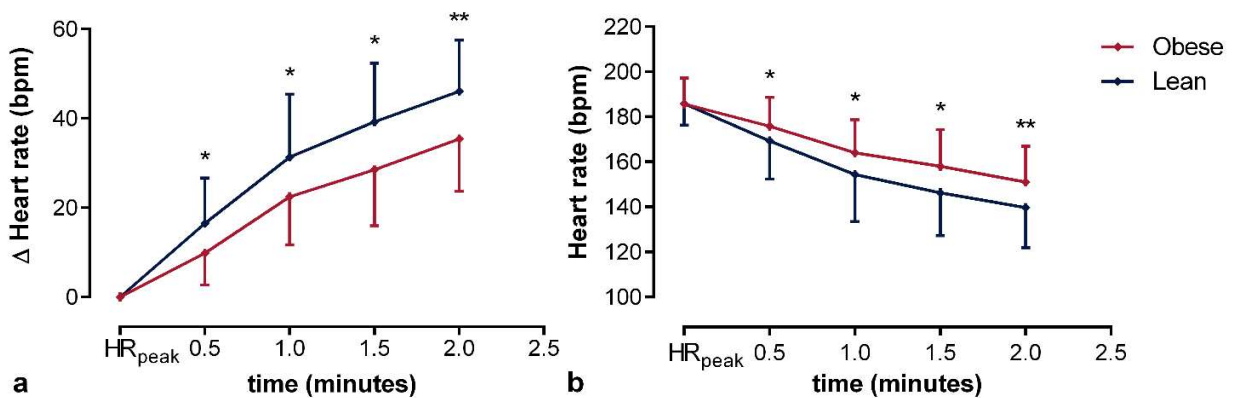 Δ Heart rate (bpm)
60
40
20
0
*
*
*
**
HRpeak 0.5 1.0 1.5 2.0 2.5
time (minutes)
a
Heart rate (bpm)
220
200
180
160
140
120
100
*
*
*
**
HRpeak 0.5 1.0 1.5 2.0 2.5
time (minutes)
b
Obese
Lean